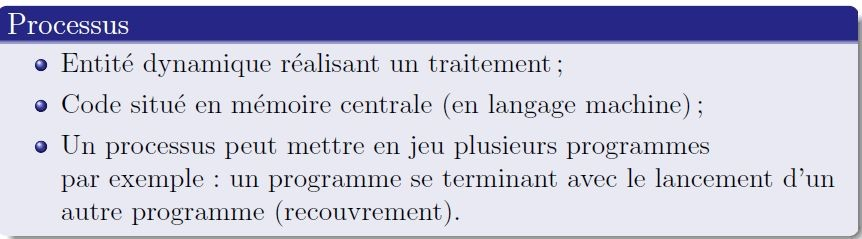 Processus
Entité dynamique réalisant un traitement ;
Code situé en mémoire centrale (en langage machine) ;
Un processus peut mettre en jeu plusieurs programmes
par exemple : un programme se terminant avec le lancement d'un
autre programme (recouvrement).